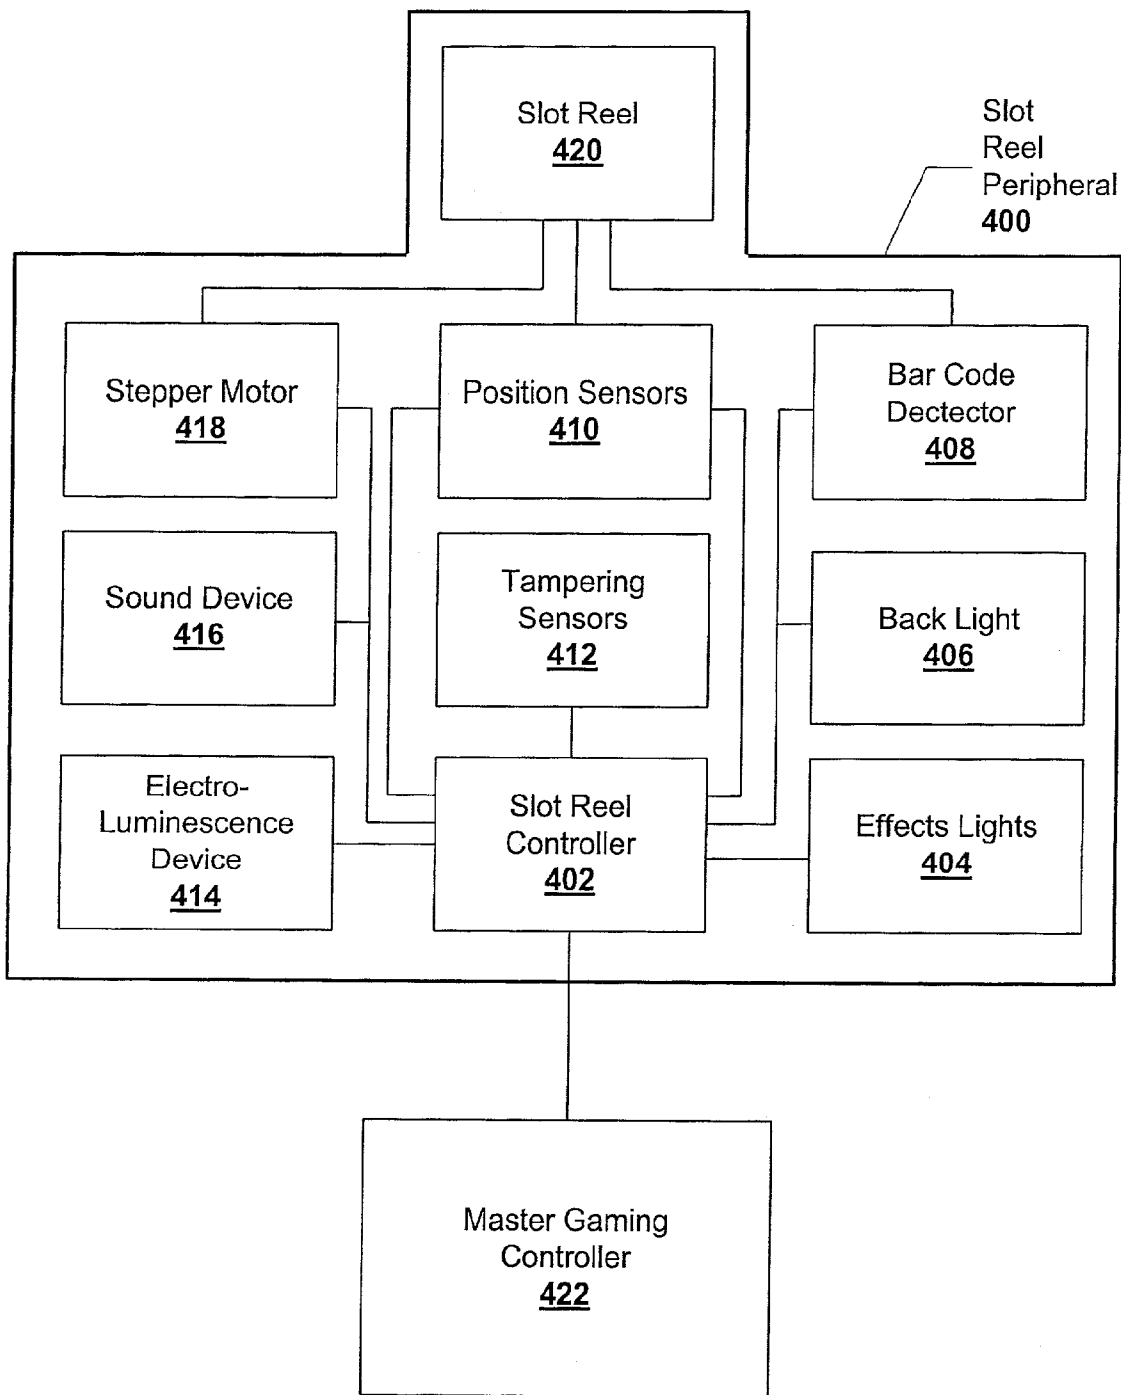 Slot Reel
420
Slot
Reel
Peripheral
400
Stepper Motor
418
Position Sensors
410
Bar Code
Dectector
408
Sound Device
416
Tampering
Sensors
412
Back Light
406
Electro-
Luminescence
Device
414
Slot Reel
Controller
402
Effects Lights
404
Master Gaming
Controller
422